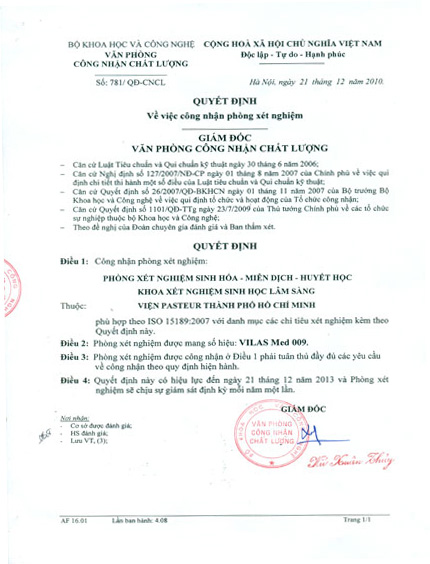 BỘ KHOA HỌC VÀ CÔNG NGHỆ
VĂN PHÒNG
CÔNG NHẬN CHẤT LƯỢNG
CỘNG HOÀ XÃ HỘI CHỦ NGHĨA VIỆT NAM
Độc lập - Tự do - Hạnh phúc
Số: 781/ QĐ-CNCL
Hà Nội, ngày 21 tháng 12 năm 2010.
QUYẾT ĐỊNH
Về việc công nhận phòng xét nghiệm
GIÁM ĐỐC
VĂN PHÒNG CÔNG NHẬN CHẤT LƯỢNG
– Căn cứ Luật Tiêu chuẩn và Qui chuẩn kỹ thuật ngày 30 tháng 6 năm 2006;
– Căn cứ Nghị định số 127/2007/NĐ-CP ngày 01 tháng 8 năm 2007 của Chính phủ về việc qui
định chi tiết thi hành một số điều của Luật tiêu chuẩn và Qui chuẩn kỹ thuật;
– Căn cứ Quyết định số 26/2007/QĐ-BKHCN ngày 01 tháng 11 năm 2007 của Bộ trưởng Bộ
Khoa học và Công nghệ về việc qui định tổ chức và hoạt động của Tổ chức công nhận;
– Căn cứ Quyết định số 1101/QĐ-TTg ngày 23/7/2009 của Thủ tướng Chính phủ về các tổ chức
sự nghiệp thuộc bộ Khoa học và Công nghệ;
– Theo đề nghị của Đoàn chuyên gia đánh giá và Ban thẩm xét.
QUYẾT ĐỊNH
Điều 1: Công nhận phòng xét nghiệm:
PHÒNG XÉT NGHIỆM SINH HÓA - MIỄN DỊCH - HUYẾT HỌC
KHOA XÉT NGHIỆM SINH HỌC LÂM SÀNG
Thuộc: VIỆN PASTEUR THÀNH PHỐ HỒ CHÍ MINH
phù hợp theo ISO 15189:2007 với danh mục các chỉ tiêu xét nghiệm kèm theo
Quyết định này.
Điều 2: Phòng xét nghiệm được mang số hiệu: VILAS Med 009.
Điều 3: Phòng xét nghiệm được công nhận ở Điều 1 phải tuân thủ đầy đủ các yêu cầu
về công nhận theo quy định hiện hành.
Điều 4: Quyết định này có hiệu lực đến ngày 21 tháng 12 năm 2013 và Phòng xét
nghiệm sẽ chịu sự giám sát định kỳ mỗi năm một lần.
GIÁM ĐỐC
Nơi nhận:
- Cơ sở được đánh giá;
- HS đánh giá;
- Lưu VT, (3);
VĂN PHÒNG
CÔNG NHẬN
CHẤT LƯỢNG
Vũ Xuân Thủy
AF 16.01
Lần ban hành: 4.08
Trang 1/1